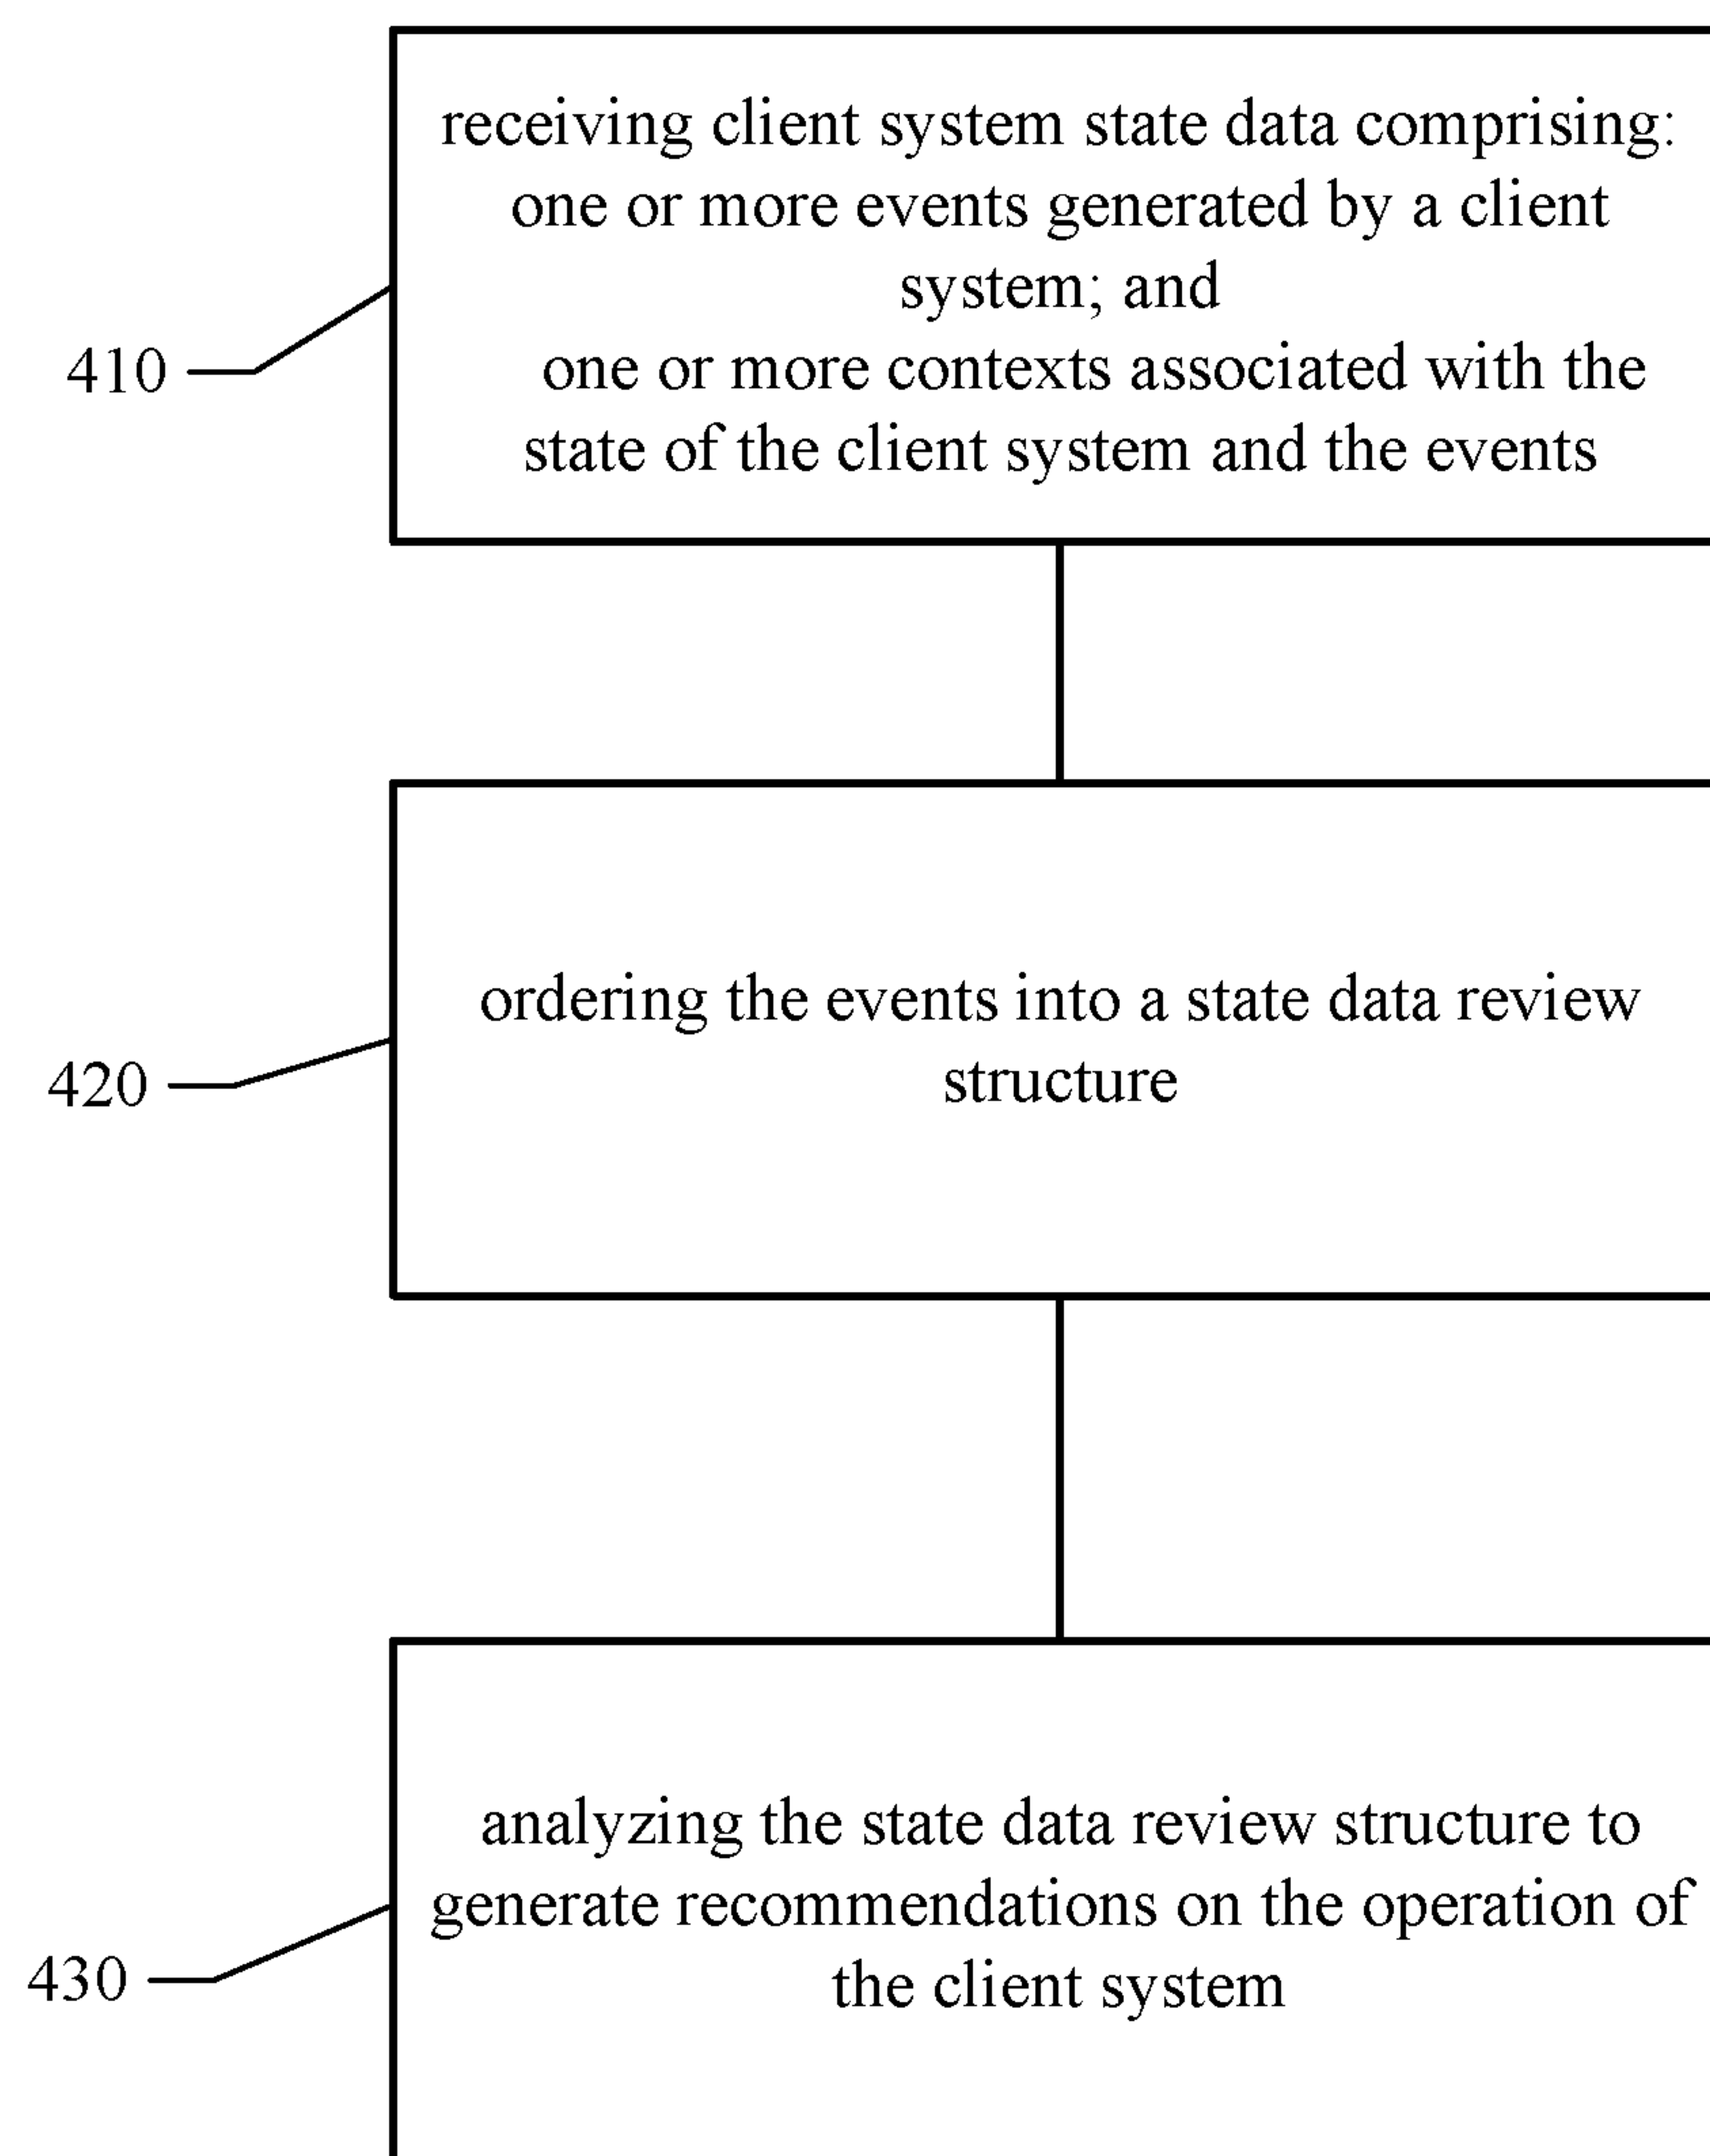 receiving client system state data comprising:
one or more events generated by a client
system; and
one or more contexts associated with the
state of the client system and the events
410
ordering the events into a state data review
structure
420
analyzing the state data review structure to
generate recommendations on the operation of
the client system
430